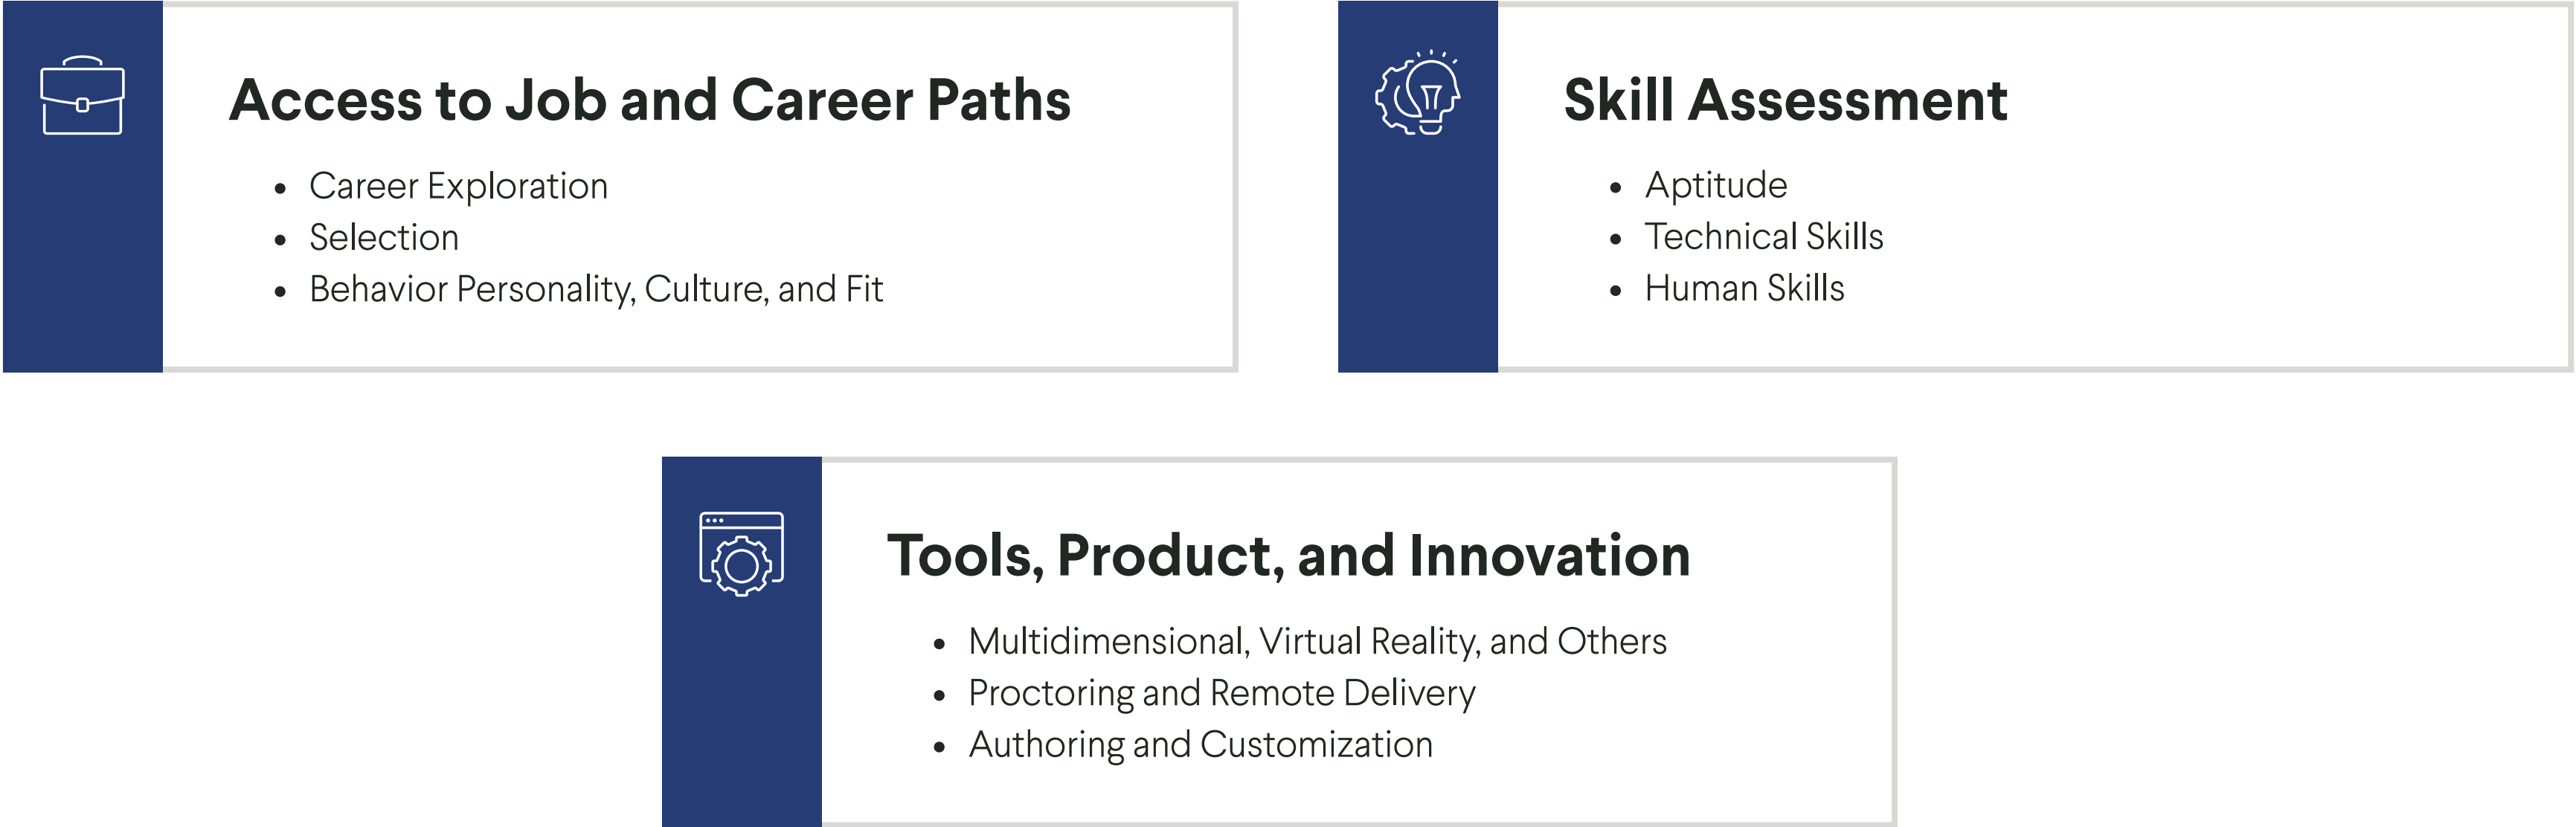 Access to Job and Career Paths
• Career Exploration
• Selection
• Behavior Personality, Culture, and Fit
Skill Assessment
• Aptitude
• Technical Skills
• Human Skills
Tools, Product, and Innovation
• Multidimensional, Virtual Reality, and Others
• Proctoring and Remote Delivery
• Authoring and Customization